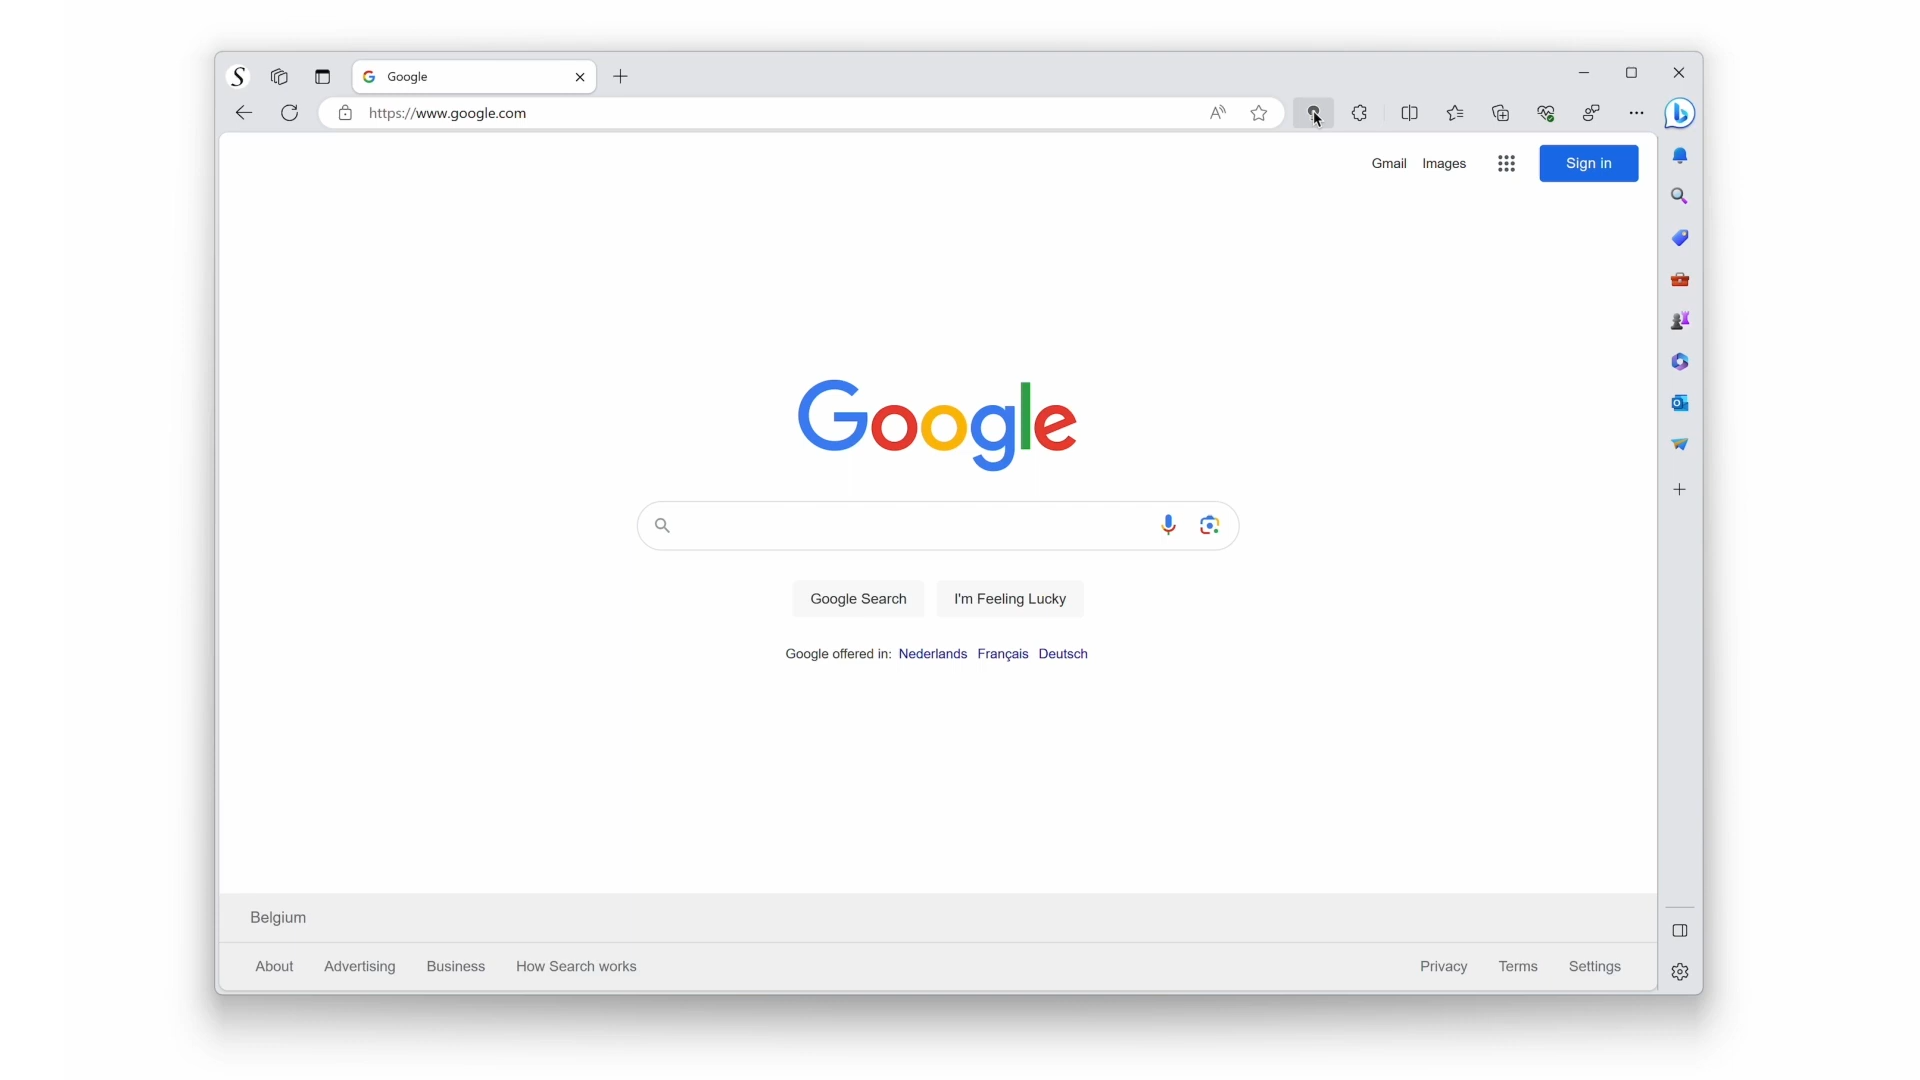 Google
https://www.google.com
Gmail Images Sign in
Google
Google Search I'm Feeling Lucky
Google offered in: Nederlands Français Deutsch
Belgium
About Advertising Business How Search works Privacy Terms Settings